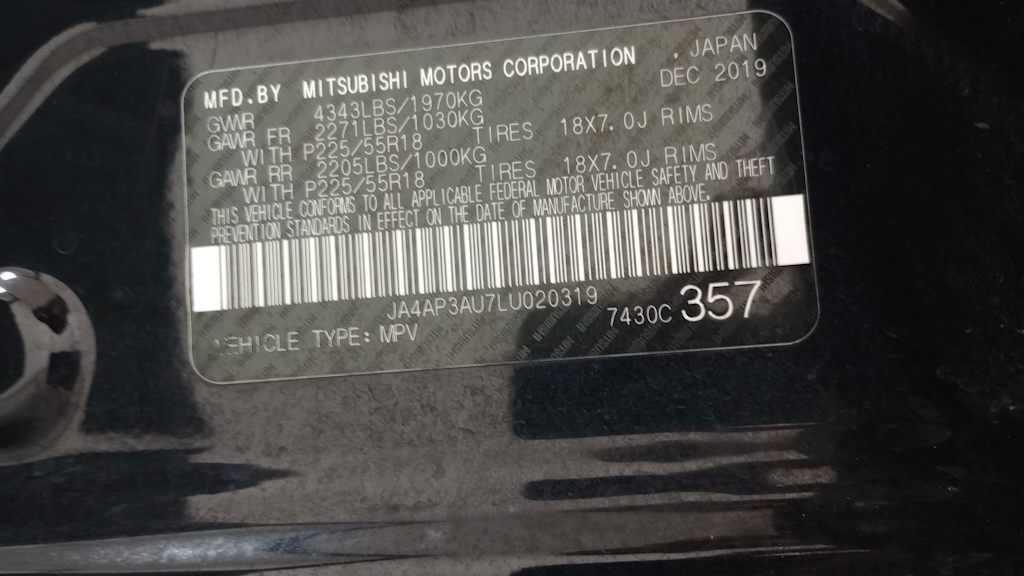 MFD.BY MITSUBISHI MOTORS CORPORATION , JAPAN
GVWR 4343LBS/1970KG DEC 2019
GAWR FR 2271LBS/1030KG
WITH P225/55R18 TIRES 18X7.0J RIMS
GAWR RR 2205LBS/1000KG
WITH P225/55R18 TIRES 18X7.0J RIMS
THIS VEHICLE CONFORMS TO ALL APPLICABLE FEDERAL MOTOR VEHICLE SAFETY AND THEFT
PREVENTION STANDARDS IN EFFECT ON THE DATE OF MANUFACTURE SHOWN ABOVE.
JA4AP3AU7LU020319
VEHICLE TYPE: MPV 7430C 357